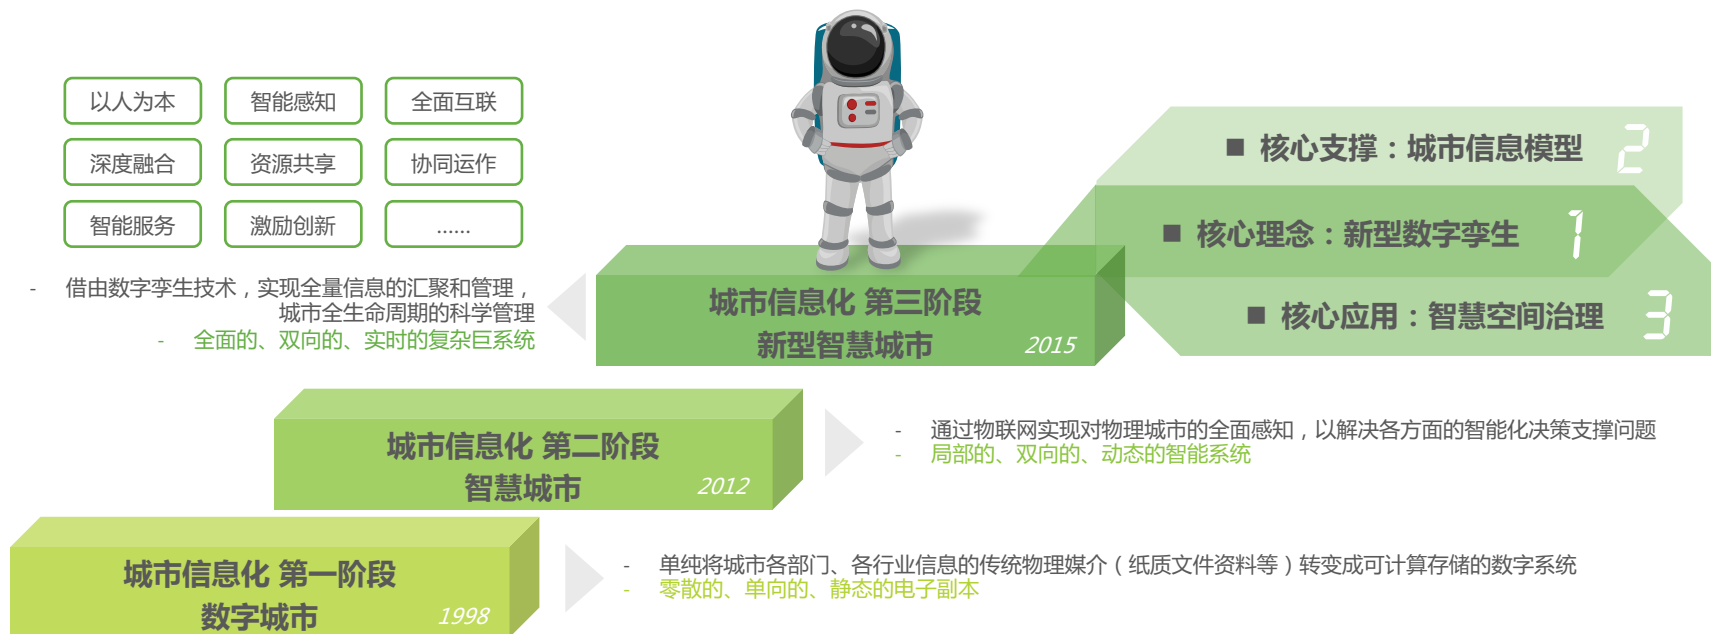 以人为本
智能感知
全面互联
深度融合
资源共享
协同运作
智能服务
激励创新
......
- 借由数字孪生技术，实现全量信息的汇聚和管理，
城市全生命周期的科学管理
- 全面的、双向的、实时的复杂巨系统
城市信息化 第三阶段
新型智慧城市
2015
■ 核心支撑：城市信息模型
2
■ 核心理念：新型数字孪生
1
■ 核心应用：智慧空间治理
3
城市信息化 第二阶段
智慧城市
2012
- 通过物联网实现对物理城市的全面感知，以解决各方面的智能化决策支撑问题
- 局部的、双向的、动态的智能系统
城市信息化 第一阶段
数字城市
1998
- 单纯将城市各部门、各行业信息的传统物理媒介（纸质文件资料等）转变成可计算存储的数字系统
- 零散的、单向的、静态的电子副本